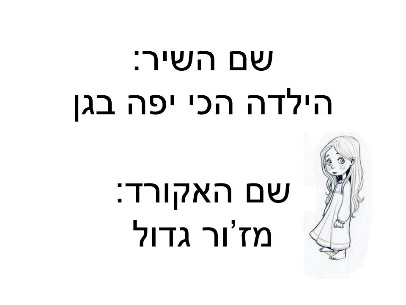 שם השיר:
הילדה הכי יפה בגן
שם האקורד:
מז'ור גדול